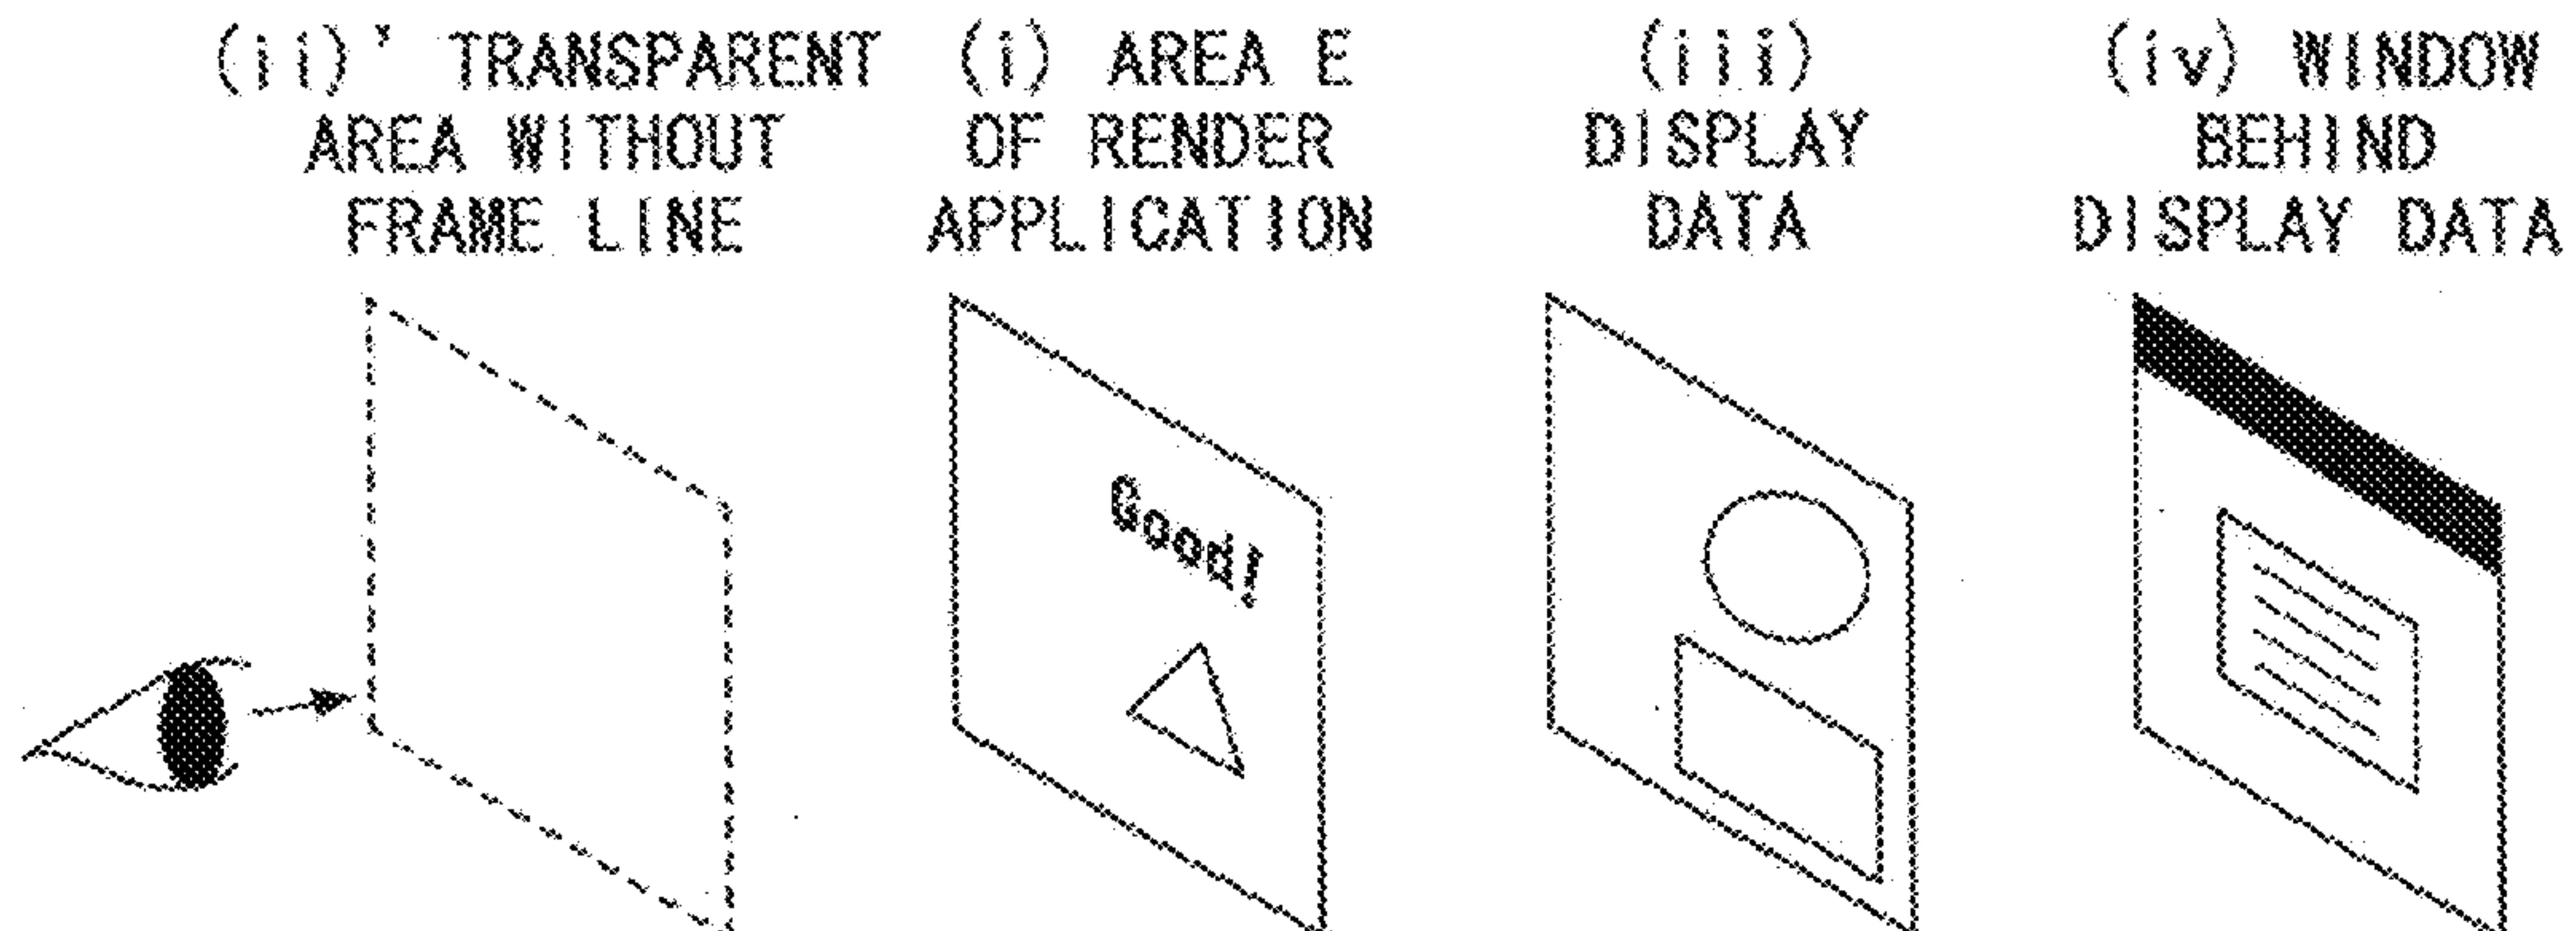 (ii)' TRANSPARENT
AREA WITHOUT
FRAME LINE
(i) AREA E
OF RENDER
APPLICATION
(iii)
DISPLAY
DATA
(iv) WINDOW
BEHIND
DISPLAY DATA
Good!